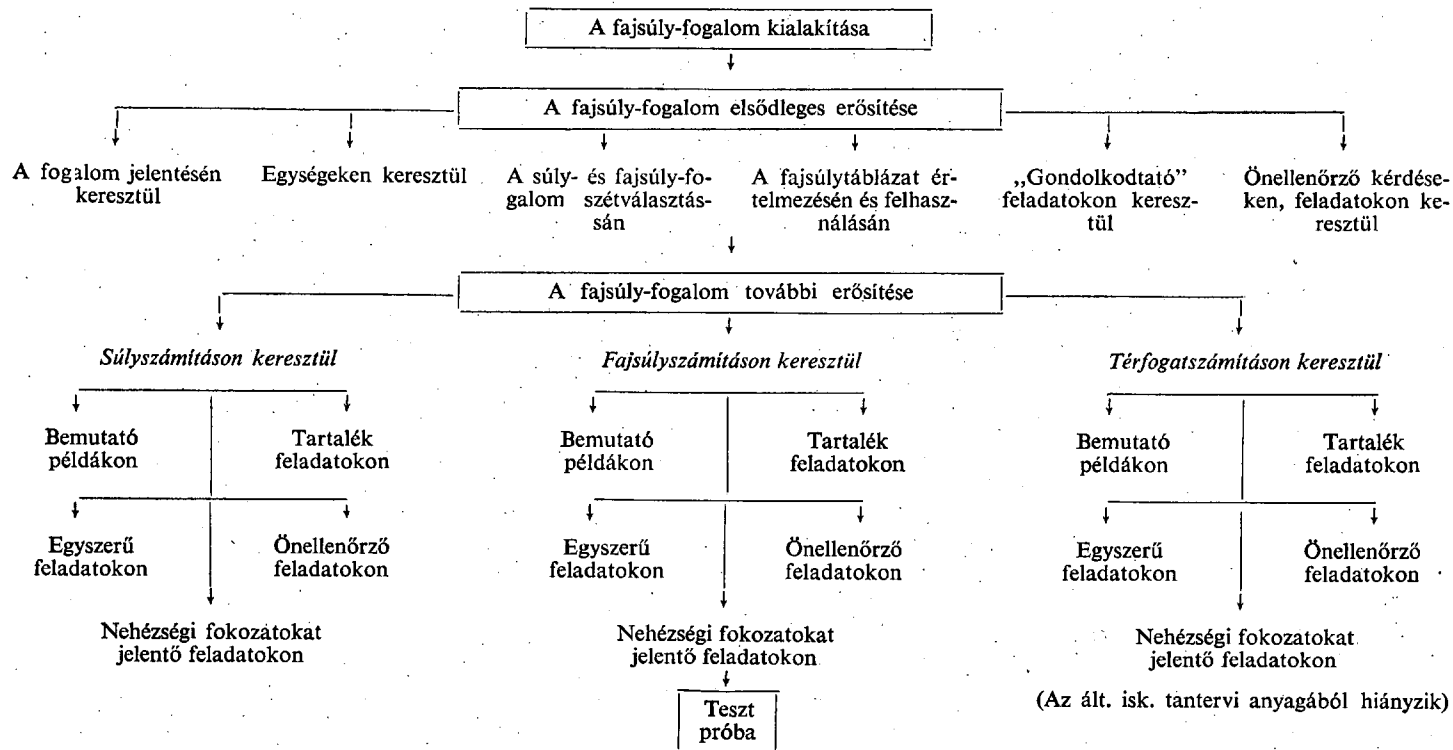 A fajsúly-fogalom kialakítása
A fajsúly-fogalom elsődleges erősítése
A fogalom jelentésén
keresztül
Egységeken keresztül
A súly- és fajsúly-fo-
galom szétválasztás-
sán
A fajsúlytáblázat ér-
telmezésén és felhasz-
nálásán
„Gondolkodtató”
feladatokon keresz-
tül
Önellenőrző kérdése-
ken, feladatokon ke-
resztül
A fajsúly-fogalom további erősítése
Súlyszámításon keresztül
Bemutató
példákon
Tartalék
feladatokon
Egyszerű
feladatokon
Önellenőrző
feladatokon
Nehézségi fokozatokat
jelentő feladatokon
Fajsúlyszámításon keresztül
Bemutató
példákon
Tartalék
feladatokon
Egyszerű
feladatokon
Önellenőrző
feladatokon
Nehézségi fokozatokat
jelentő feladatokon
Teszt
próba
Térfogatszámításon keresztül
Bemutató
példákon
Tartalék
feladatokon
Egyszerű
feladatokon
Önellenőrző
feladatokon
Nehézségi fokozatokat
jelentő feladatokon
(Az ált. isk. tantervi anyagából hiányzik)